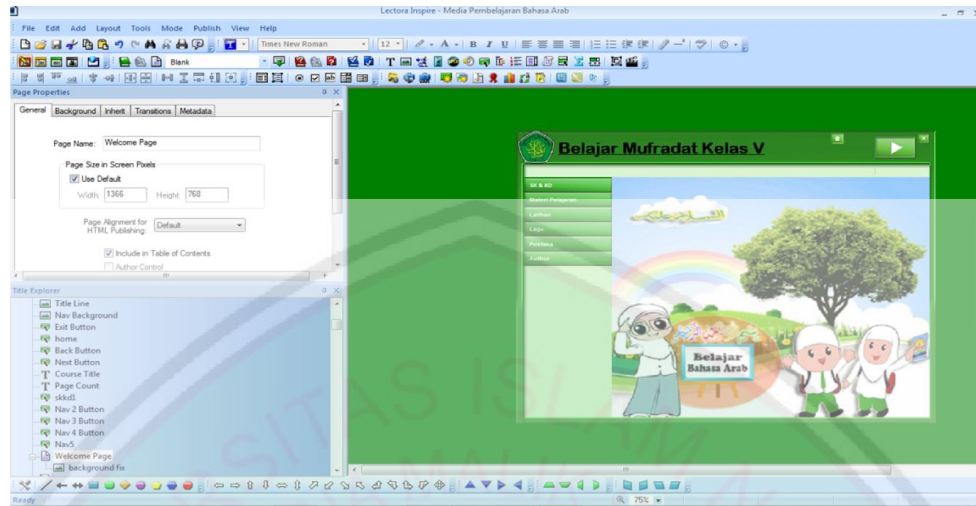 Lectora Inspire - Media Pembelajaran Bahasa Arab
File Edit Add Layout Tools Mode Publish View Help
Times New Roman 12
Blank
Page Properties
General Background Inherit Transitions Metadata
Page Name: Welcome Page
Page Size in Screen Pixels
Use Default
Width: 1366 Height: 768
Page Alignment for HTML Publishing: Default
Include in Table of Contents
Author Control
Title Explorer
Title Line
Nav Background
Exit Button
home
Back Button
Next Button
Course Title
Page Count
skkd1
Nav 2 Button
Nav 3 Button
Nav 4 Button
Nav5
Welcome Page
background fix
Belajar Mufradat Kelas V
SK & KD
Materi Pelajaran
Latihan
Lagu
Pustaka
Author
Belajar
Bahasa Arab
Ready
75%